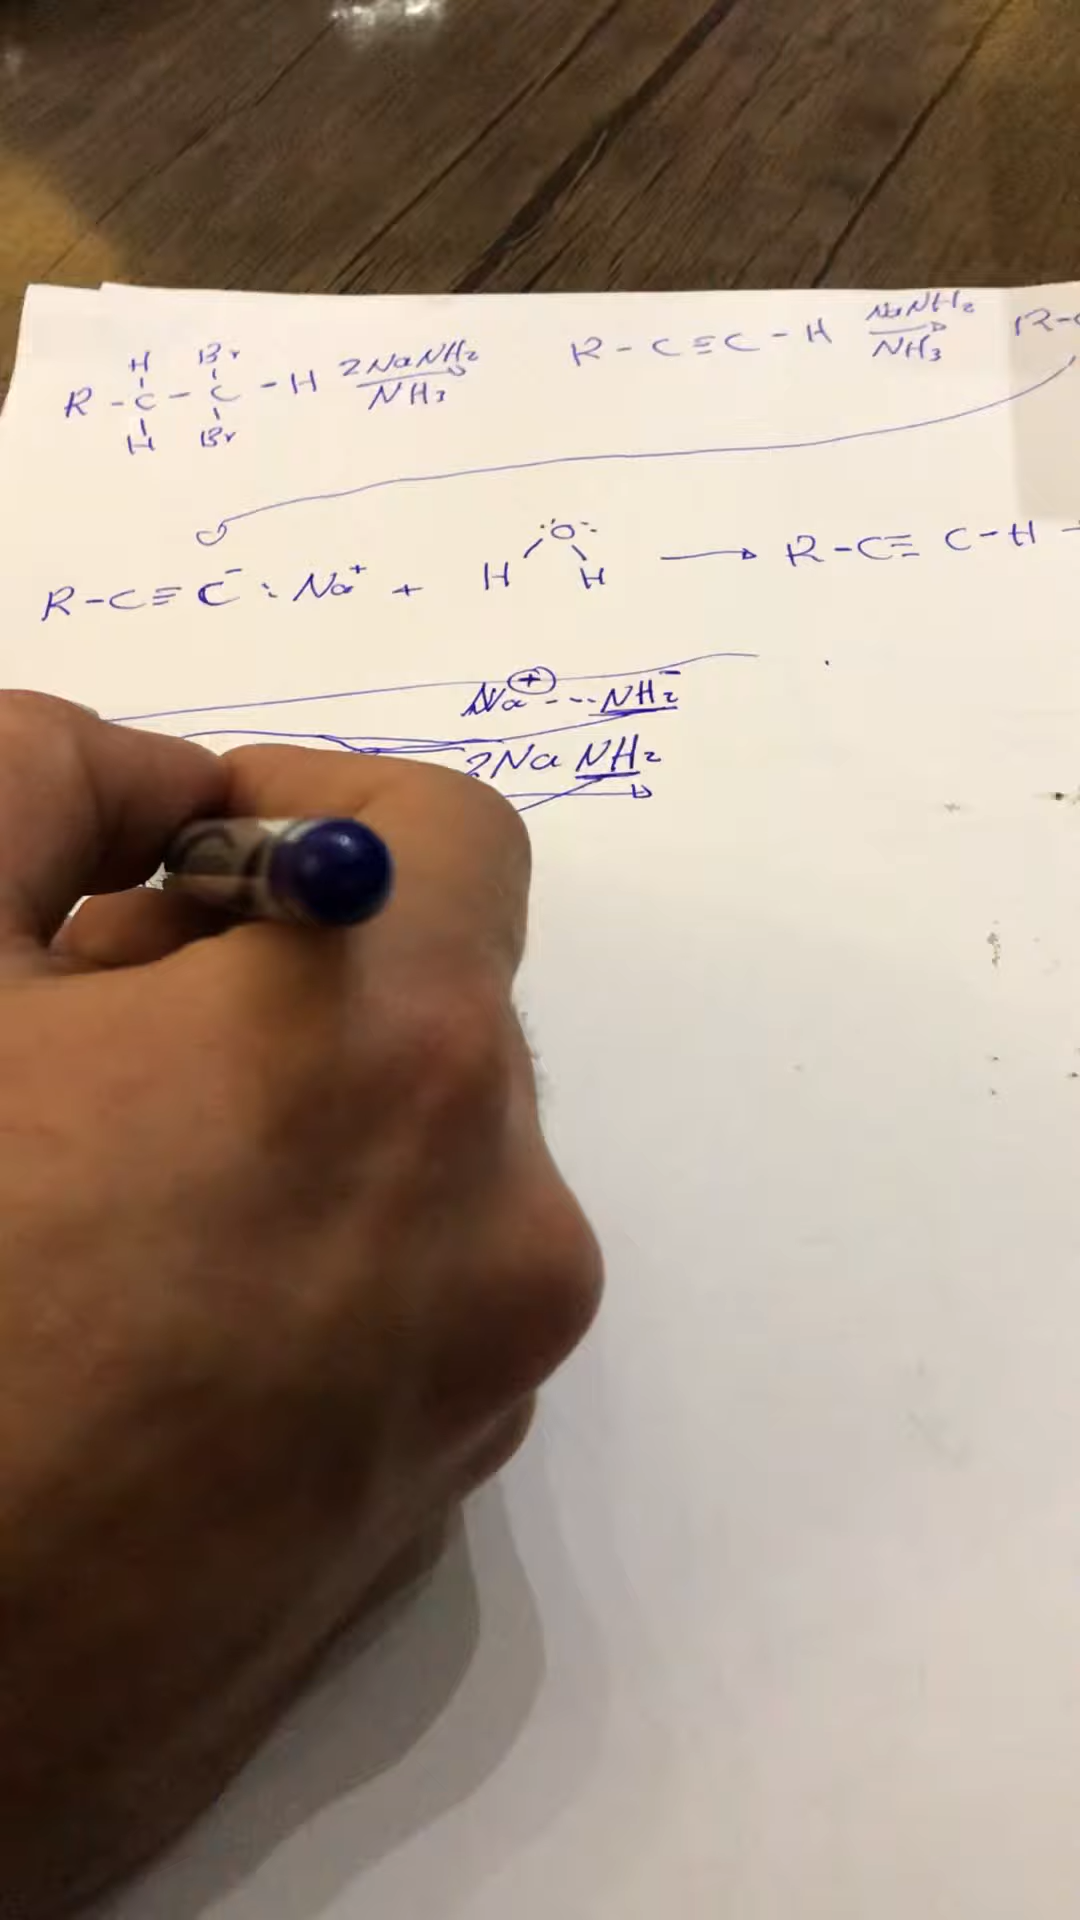 H Br
R - C - C - H 2NaNH₂ / NH₃ R - C≡C - H NaNH₂ / NH₃ R-
H Br
R-C≡C⁻: Na⁺ + H O H → R-C≡C-H
Na⁺---NH₂⁻
2NaNH₂